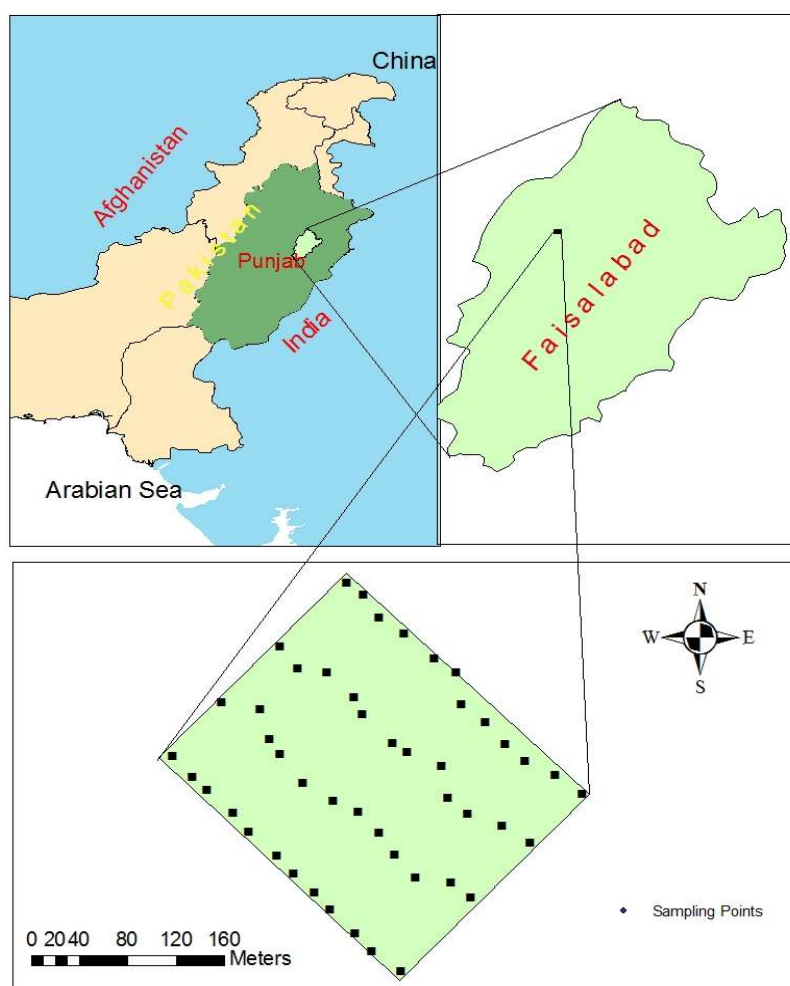 China
Afghanistan
Pakistan
Punjab
India
Arabian Sea
Faisalabad
N
W E
S
Sampling Points
0 20 40 80 120 160
Meters